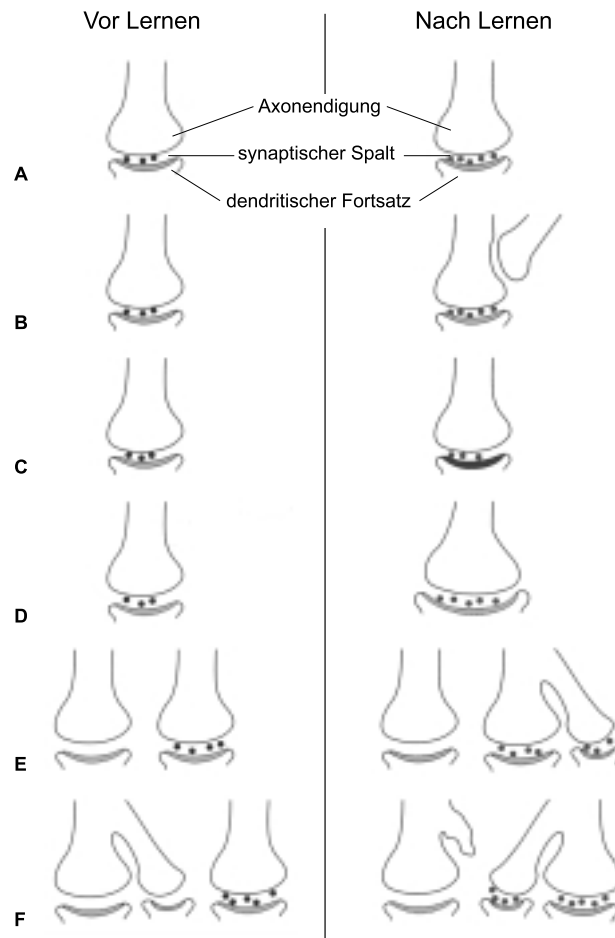 Vor Lernen
Nach Lernen
Axonendigung
synaptischer Spalt
A
dendritischer Fortsatz
B
C
D
E
F